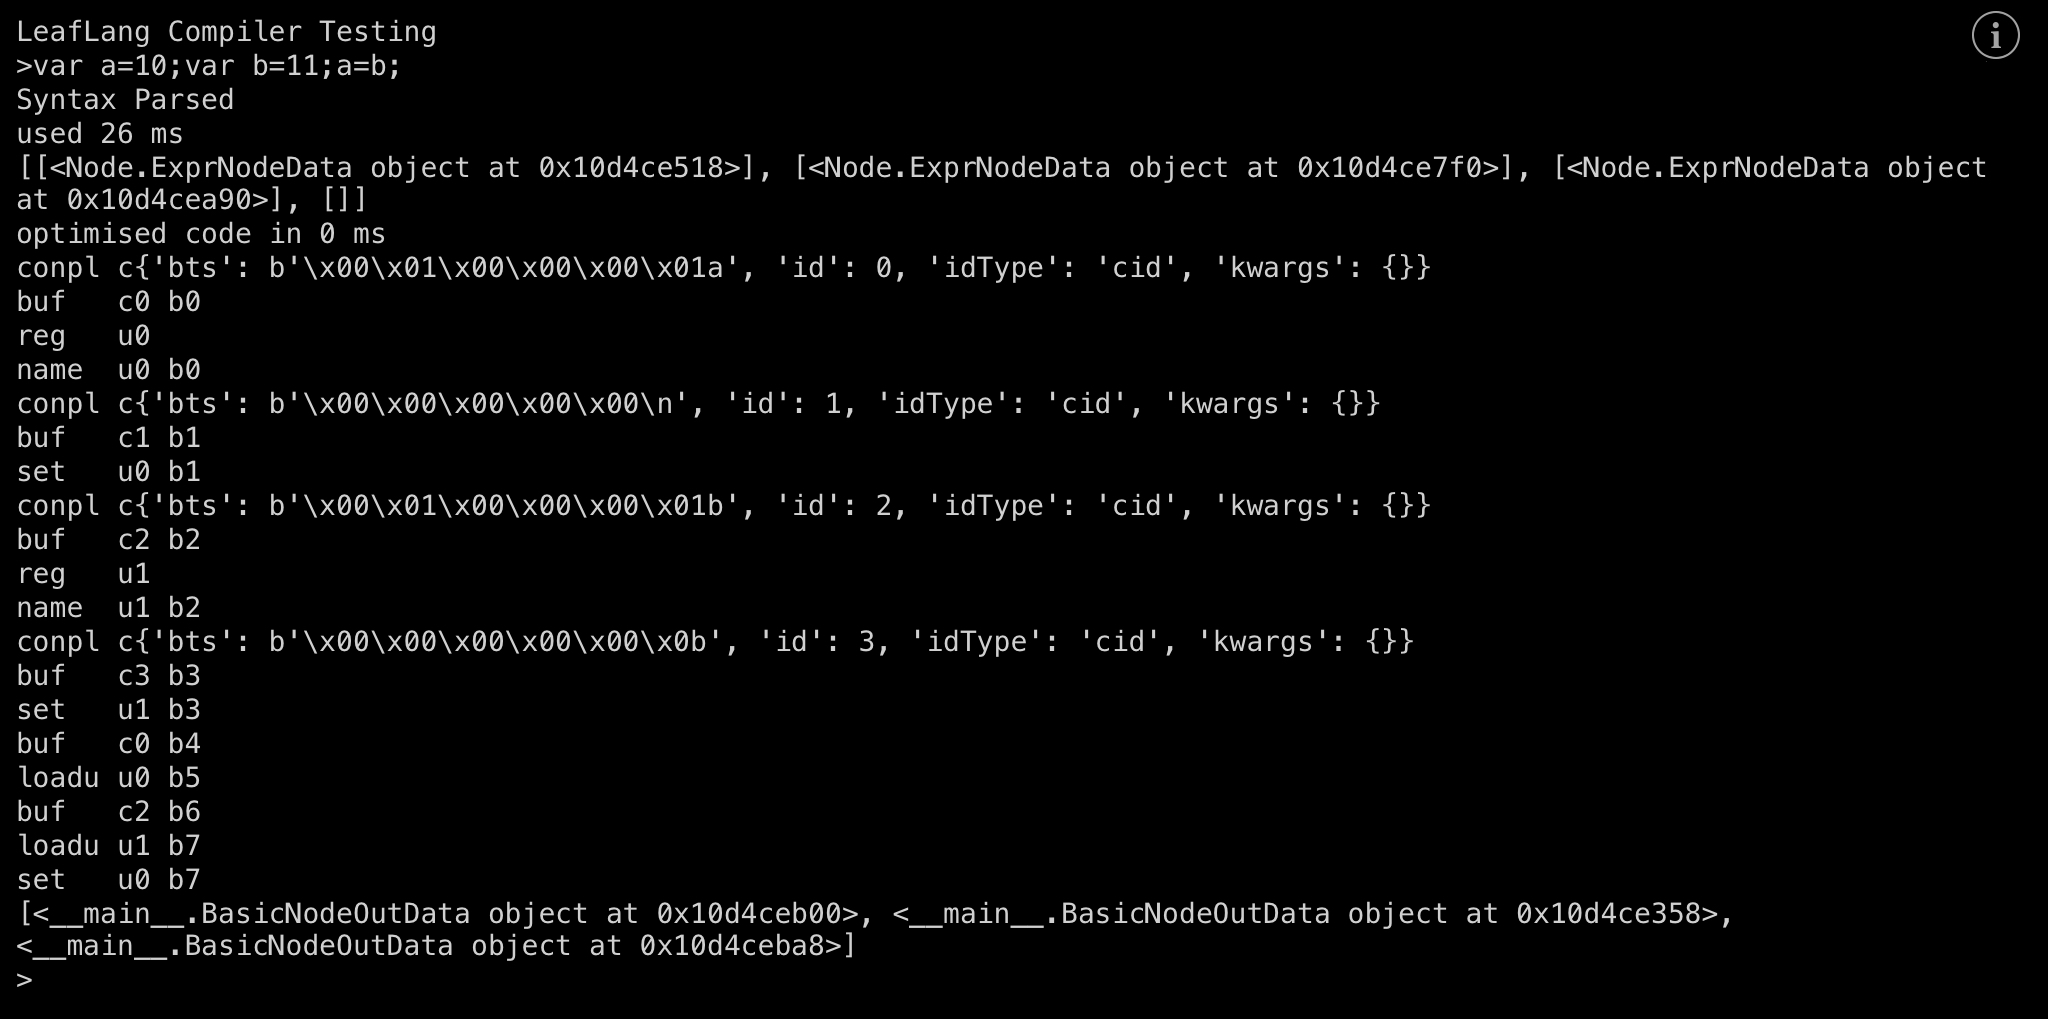 LeafLang Compiler Testing
>var a=10;var b=11;a=b;
Syntax Parsed
used 26 ms
[[<Node.ExprNodeData object at 0x10d4ce518>], [<Node.ExprNodeData object at 0x10d4ce7f0>], [<Node.ExprNodeData object
at 0x10d4cea90>], []]
optimised code in 0 ms
conpl c{'bts': b'\x00\x01\x00\x00\x00\x01a', 'id': 0, 'idType': 'cid', 'kwargs': {}}
buf   c0 b0
reg   u0
name  u0 b0
conpl c{'bts': b'\x00\x00\x00\x00\x00\n', 'id': 1, 'idType': 'cid', 'kwargs': {}}
buf   c1 b1
set   u0 b1
conpl c{'bts': b'\x00\x01\x00\x00\x00\x01b', 'id': 2, 'idType': 'cid', 'kwargs': {}}
buf   c2 b2
reg   u1
name  u1 b2
conpl c{'bts': b'\x00\x00\x00\x00\x00\x0b', 'id': 3, 'idType': 'cid', 'kwargs': {}}
buf   c3 b3
set   u1 b3
buf   c0 b4
loadu u0 b5
buf   c2 b6
loadu u1 b7
set   u0 b7
[<__main__.BasicNodeOutData object at 0x10d4ceb00>, <__main__.BasicNodeOutData object at 0x10d4ce358>,
<__main__.BasicNodeOutData object at 0x10d4ceba8>]
>